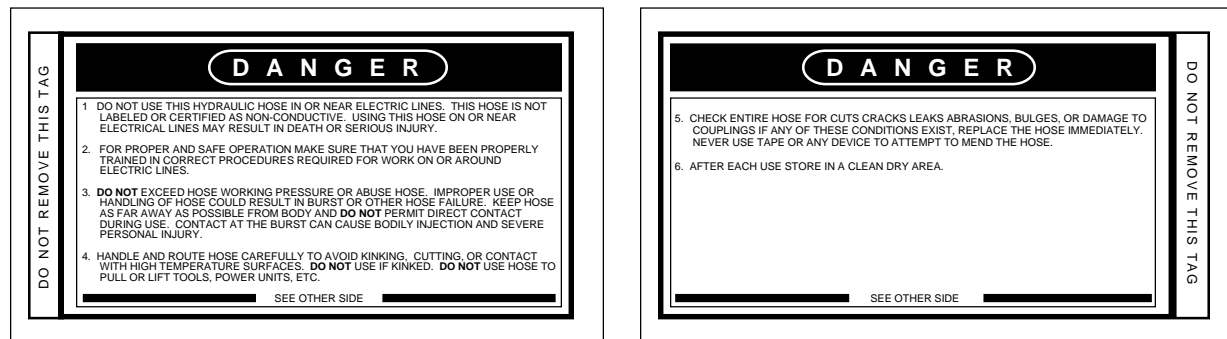 DO NOT REMOVE THIS TAG
DANGER
1 DO NOT USE THIS HYDRAULIC HOSE IN OR NEAR ELECTRIC LINES. THIS HOSE IS NOT
LABELED OR CERTIFIED AS NON-CONDUCTIVE. USING THIS HOSE ON OR NEAR
ELECTRICAL LINES MAY RESULT IN DEATH OR SERIOUS INJURY.
2. FOR PROPER AND SAFE OPERATION MAKE SURE THAT YOU HAVE BEEN PROPERLY
TRAINED IN CORRECT PROCEDURES REQUIRED FOR WORK ON OR AROUND
ELECTRIC LINES.
3. DO NOT EXCEED HOSE WORKING PRESSURE OR ABUSE HOSE. IMPROPER USE OR
HANDLING OF HOSE COULD RESULT IN BURST OR OTHER HOSE FAILURE. KEEP HOSE
AS FAR AWAY AS POSSIBLE FROM BODY AND DO NOT PERMIT DIRECT CONTACT
DURING USE. CONTACT AT THE BURST CAN CAUSE BODILY INJECTION AND SEVERE
PERSONAL INJURY.
4. HANDLE AND ROUTE HOSE CAREFULLY TO AVOID KINKING, CUTTING, OR CONTACT
WITH HIGH TEMPERATURE SURFACES. DO NOT USE IF KINKED. DO NOT USE HOSE TO
PULL OR LIFT TOOLS, POWER UNITS, ETC.
SEE OTHER SIDE
DANGER
5. CHECK ENTIRE HOSE FOR CUTS CRACKS LEAKS ABRASIONS, BULGES, OR DAMAGE TO
COUPLINGS IF ANY OF THESE CONDITIONS EXIST, REPLACE THE HOSE IMMEDIATELY.
NEVER USE TAPE OR ANY DEVICE TO ATTEMPT TO MEND THE HOSE.
6. AFTER EACH USE STORE IN A CLEAN DRY AREA.
SEE OTHER SIDE
DO NOT REMOVE THIS TAG